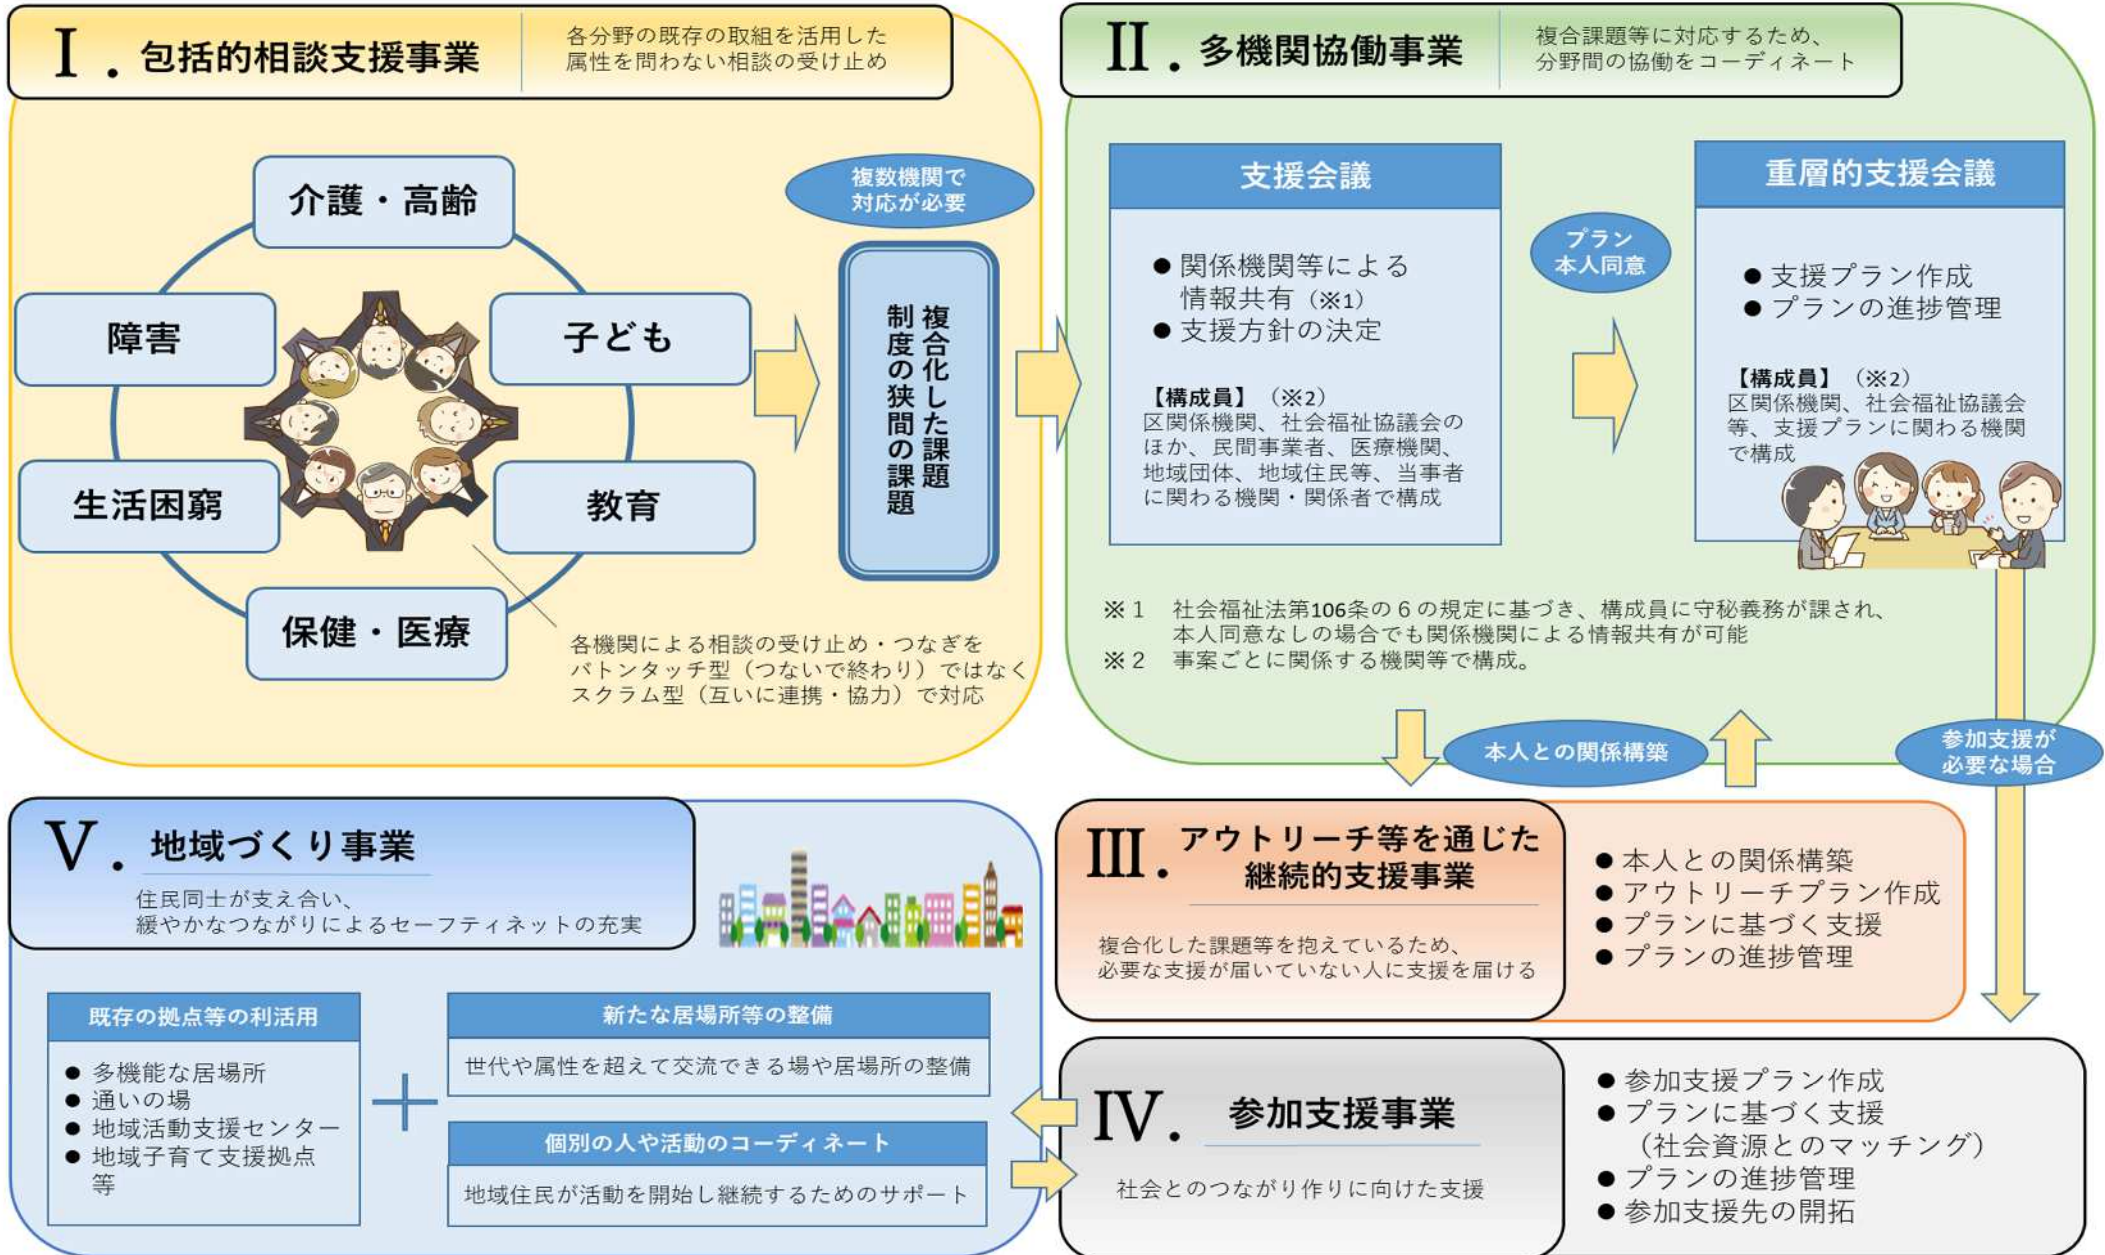 Ⅰ．包括的相談支援事業
各分野の既存の取組を活用した
属性を問わない相談の受け止め
介護・高齢
障害
子ども
生活困窮
教育
保健・医療
複数機関で
対応が必要
複合化した課題
制度の狭間の課題
各機関による相談の受け止め・つなぎを
バトンタッチ型（つないで終わり）ではなく
スクラム型（互いに連携・協力）で対応
Ⅱ．多機関協働事業
複合課題等に対応するため、
分野間の協働をコーディネート
支援会議
●関係機関等による
情報共有（※1）
●支援方針の決定
【構成員】（※2）
区関係機関、社会福祉協議会の
ほか、民間事業者、医療機関、
地域団体、地域住民等、当事者
に関わる機関・関係者で構成
プラン
本人同意
重層的支援会議
●支援プラン作成
●プランの進捗管理
【構成員】（※2）
区関係機関、社会福祉協議会
等、支援プランに関わる機関
で構成
※１　社会福祉法第106条の６の規定に基づき、構成員に守秘義務が課され、
本人同意なしの場合でも関係機関による情報共有が可能
※２　事案ごとに関係する機関等で構成。
本人との関係構築
参加支援が
必要な場合
Ⅲ．アウトリーチ等を通じた
継続的支援事業
複合化した課題等を抱えているため、
必要な支援が届いていない人に支援を届ける
●本人との関係構築
●アウトリーチプラン作成
●プランに基づく支援
●プランの進捗管理
Ⅳ．参加支援事業
社会とのつながり作りに向けた支援
●参加支援プラン作成
●プランに基づく支援
（社会資源とのマッチング）
●プランの進捗管理
●参加支援先の開拓
Ⅴ．地域づくり事業
住民同士が支え合い、
緩やかなつながりによるセーフティネットの充実
既存の拠点等の利活用
●多機能な居場所
●通いの場
●地域活動支援センター
●地域子育て支援拠点
等
新たな居場所等の整備
世代や属性を超えて交流できる場や居場所の整備
個別の人や活動のコーディネート
地域住民が活動を開始し継続するためのサポート